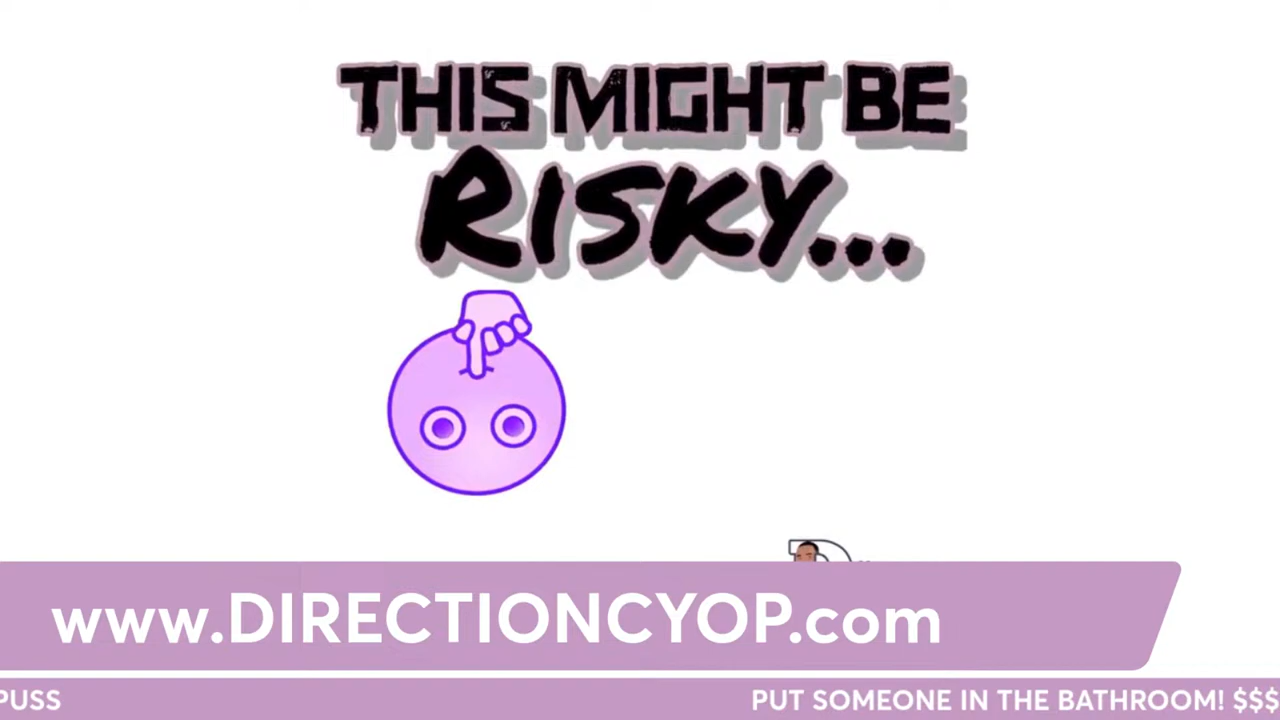 THIS MIGHT BE
RISKY...
www.DIRECTIONCYOP.com
PUSS
PUT SOMEONE IN THE BATHROOM! $$$